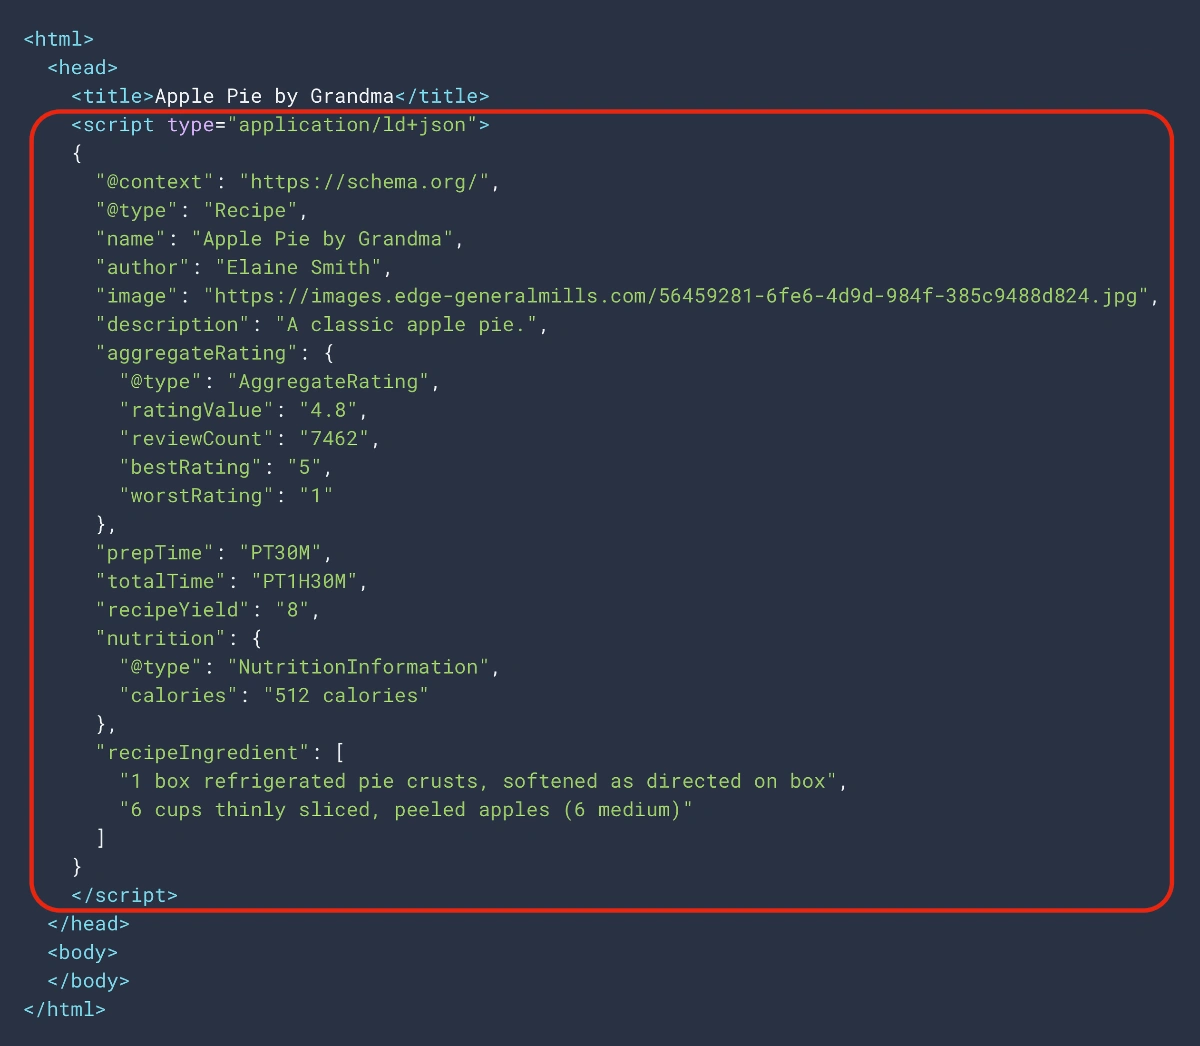 <html>
<head>
<title>Apple Pie by Grandma</title>
<script type="application/ld+json">
{
"@context": "https://schema.org/",
"@type": "Recipe",
"name": "Apple Pie by Grandma",
"author": "Elaine Smith",
"image": "https://images.edge-generalmills.com/56459281-6fe6-4d9d-984f-385c9488d824.jpg",
"description": "A classic apple pie.",
"aggregateRating": {
"@type": "AggregateRating",
"ratingValue": "4.8",
"reviewCount": "7462",
"bestRating": "5",
"worstRating": "1"
},
"prepTime": "PT30M",
"totalTime": "PT1H30M",
"recipeYield": "8",
"nutrition": {
"@type": "NutritionInformation",
"calories": "512 calories"
},
"recipeIngredient": [
"1 box refrigerated pie crusts, softened as directed on box",
"6 cups thinly sliced, peeled apples (6 medium)"
]
}
</script>
</head>
<body>
</body>
</html>